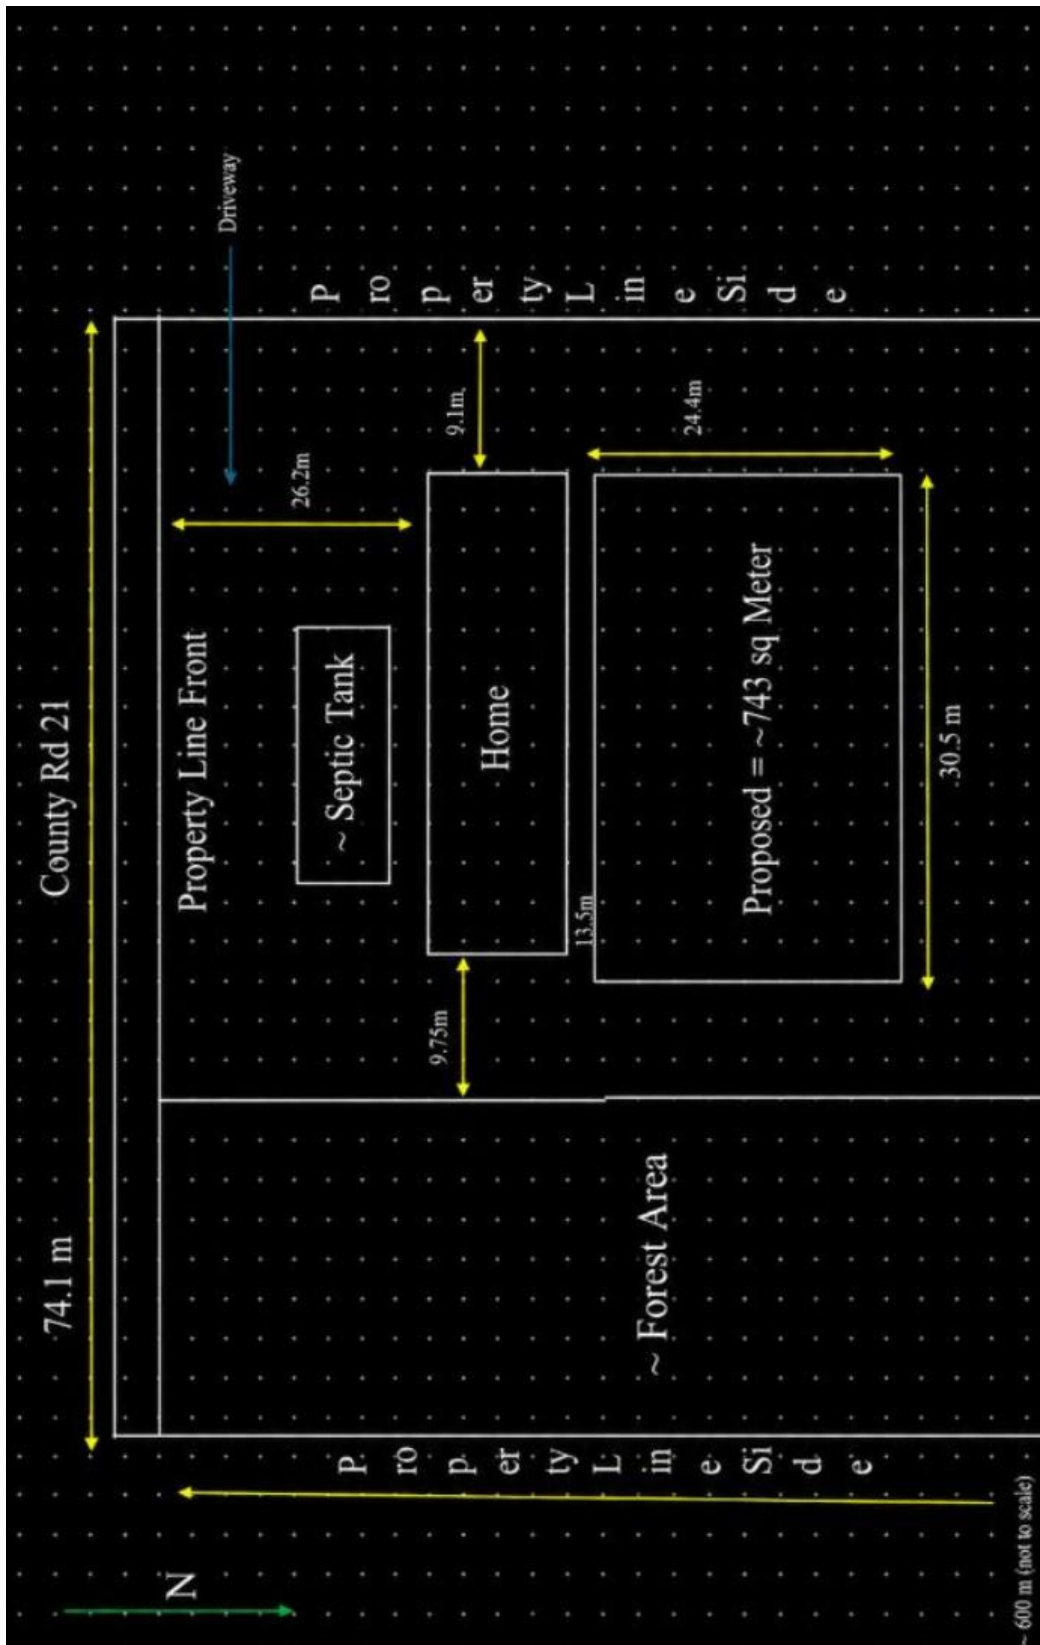 Driveway
County Rd 21
74.1 m
Property Line Side
26.2m
9.1m
24.4m
Property Line Front
~ Septic Tank
Home
Proposed = ~743 sq Meter
13.5m
30.5 m
9.75m
~ Forest Area
Property Line Side
N
~ 600 m (not to scale)